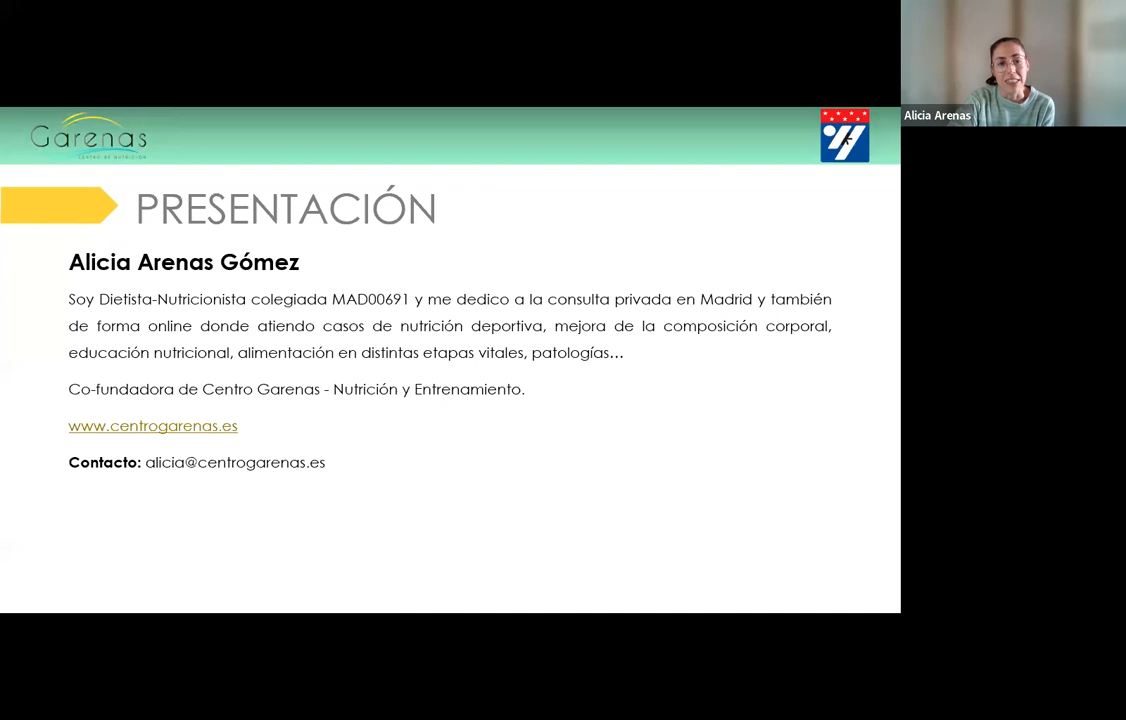 Garenas
CENTRO DE NUTRICIÓN
Alicia Arenas
PRESENTACIÓN
Alicia Arenas Gómez
Soy Dietista-Nutricionista colegiada MAD00691 y me dedico a la consulta privada en Madrid y también
de forma online donde atiendo casos de nutrición deportiva, mejora de la composición corporal,
educación nutricional, alimentación en distintas etapas vitales, patologías...
Co-fundadora de Centro Garenas - Nutrición y Entrenamiento.
www.centrogarenas.es
Contacto: alicia@centrogarenas.es